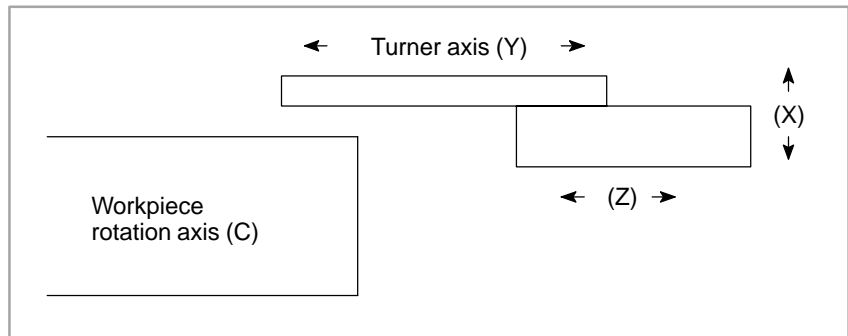 Turner axis (Y)
(X)
(Z)
Workpiece
rotation axis (C)